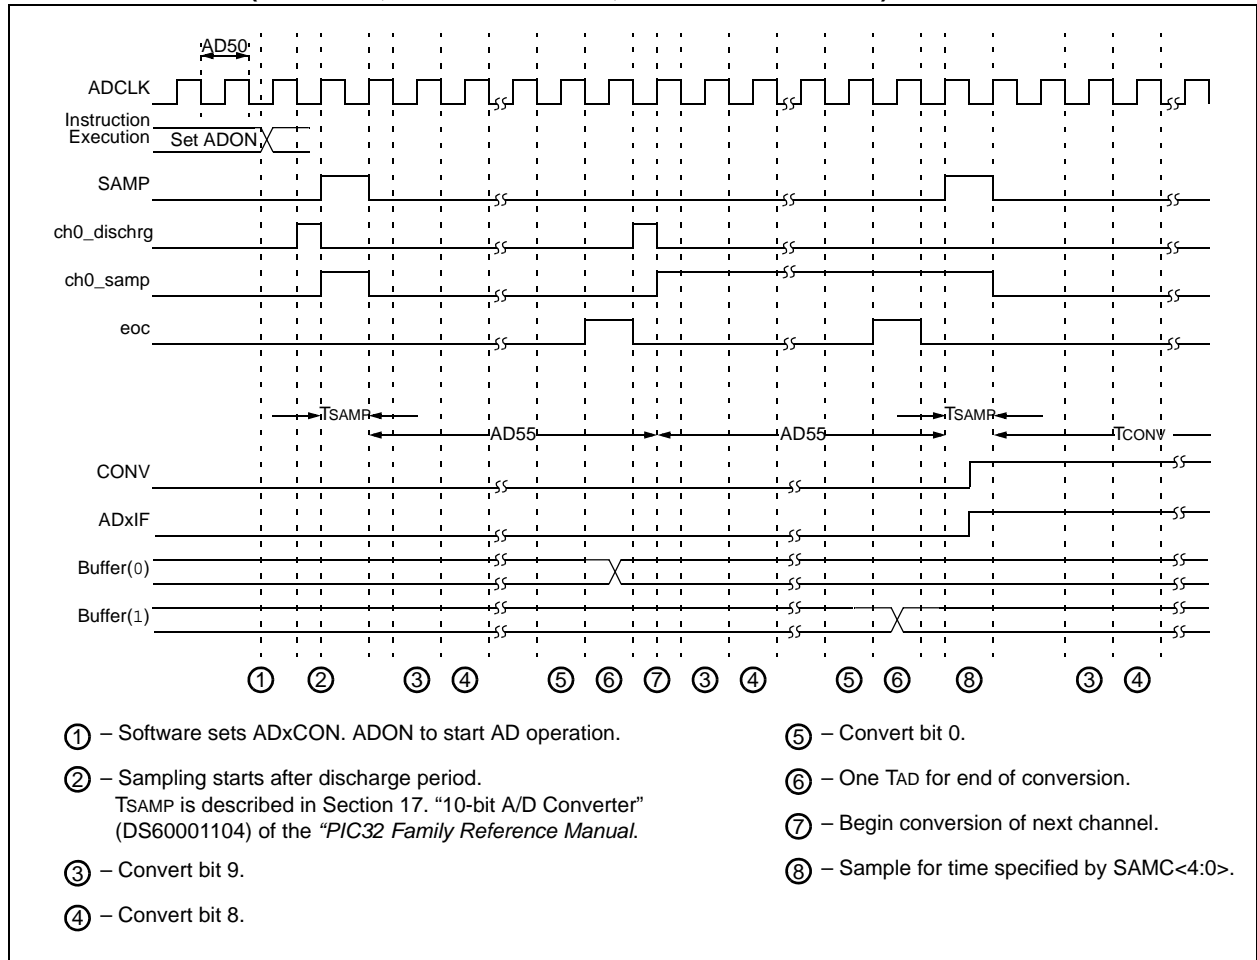 AD50
ADCLK
Instruction
Execution
Set ADON
SAMP
ch0_dischrg
ch0_samp
eoc
TSAMP
TSAMP
AD55
AD55
TCONV
CONV
ADxIF
Buffer(0)
Buffer(1)
1 2 3 4 5 6 7 3 4 5 6 8 3 4
1 – Software sets ADxCON. ADON to start AD operation.
2 – Sampling starts after discharge period.
TSAMP is described in Section 17. “10-bit A/D Converter”
(DS60001104) of the “PIC32 Family Reference Manual.
3 – Convert bit 9.
4 – Convert bit 8.
5 – Convert bit 0.
6 – One TAD for end of conversion.
7 – Begin conversion of next channel.
8 – Sample for time specified by SAMC<4:0>.